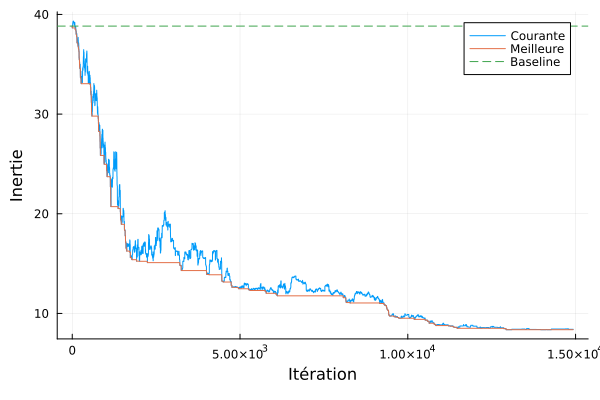 40
30
20
10
Inertie
Courante
Meilleure
Baseline
0
5.00×10³
1.00×10⁴
1.50×10⁴
Itération